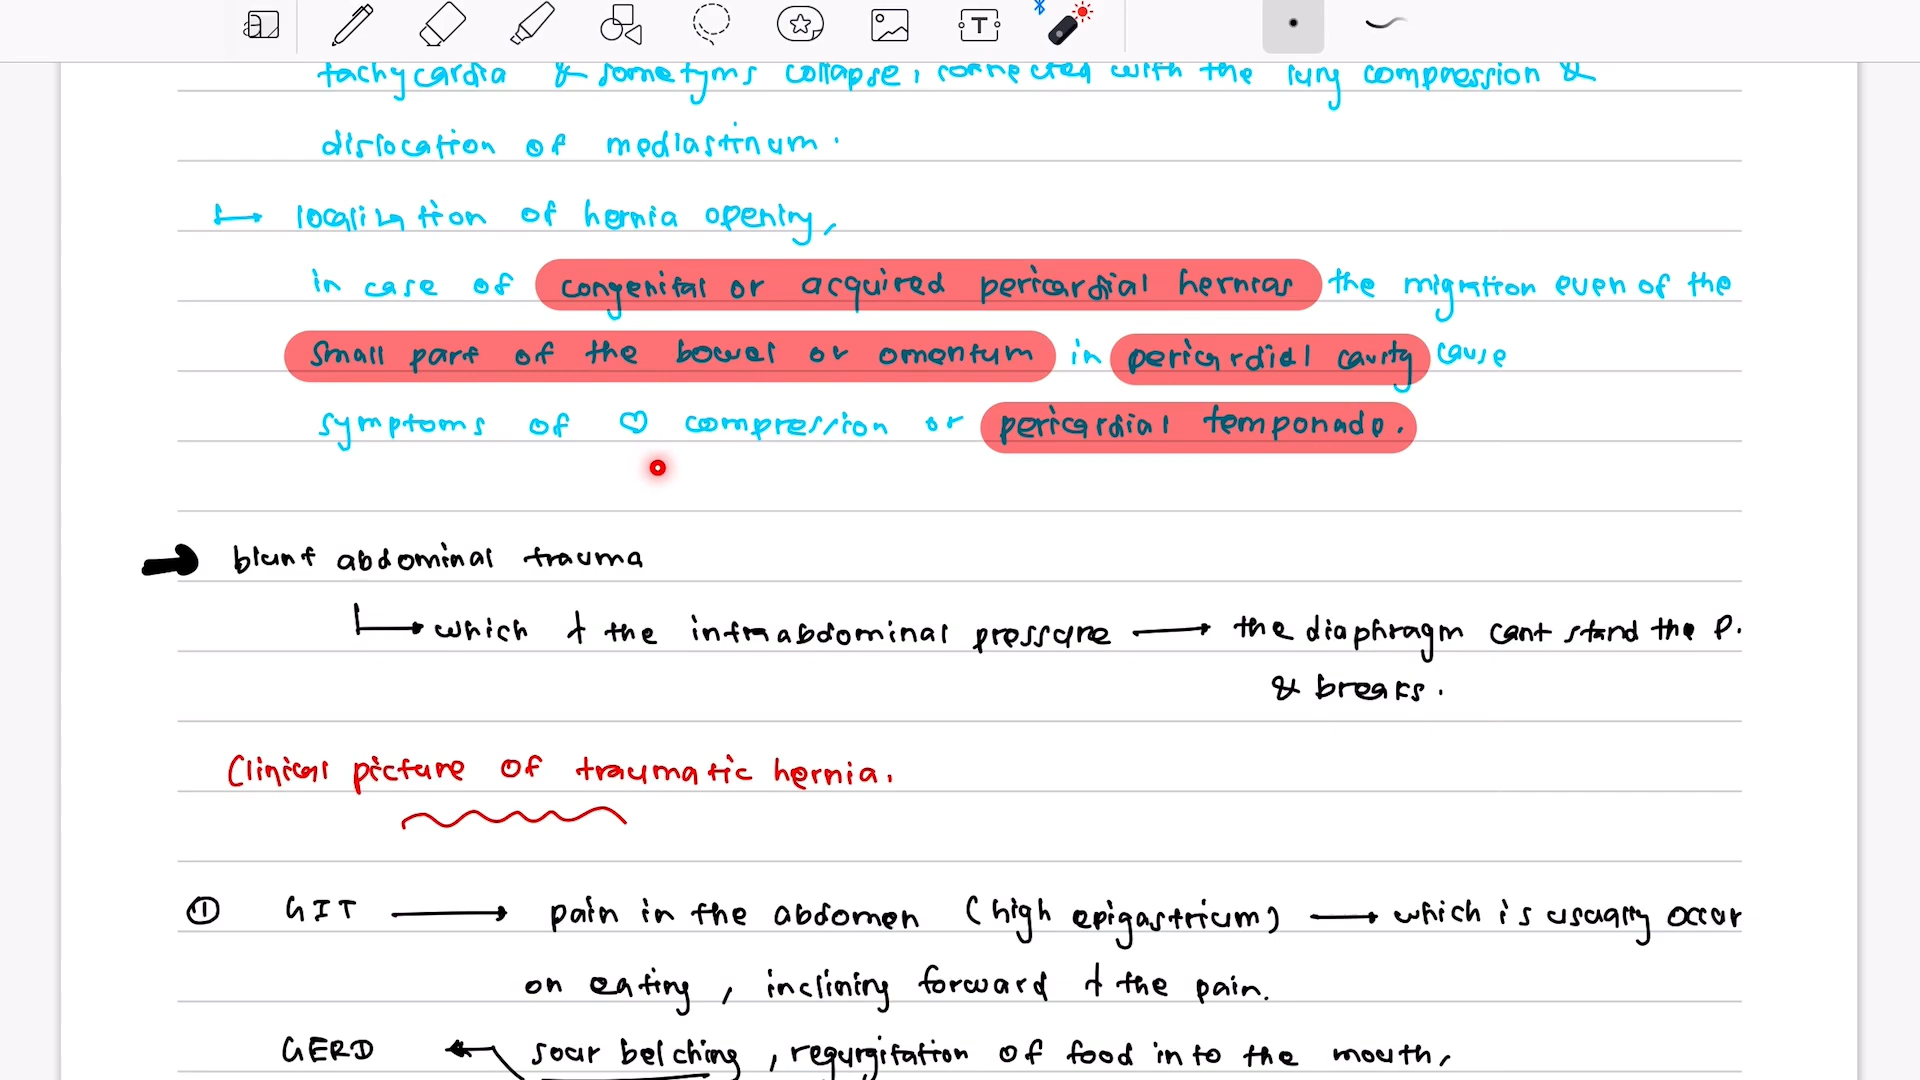 tachycardia & sometyms collapse, connected with the lung compression &
dislocation of mediastinum.
localization of hernia opening,
in case of congenital or acquired pericardial hernias the migration even of the
small part of the bowel or omentum in pericardial cavity cause
symptoms of ♡ compression or pericardial temponade.
→ blunt abdominal trauma
↳ which ↑ the intraabdominal pressure → the diaphragm cant stand the P.
& breaks.
Clinical picture of traumatic hernia.
① GIT → pain in the abdomen (high epigastrium) → which is usually occur
on eating, inclining forward ↑ the pain.
GERD ← sour belching, regurgitation of food into the mouth,